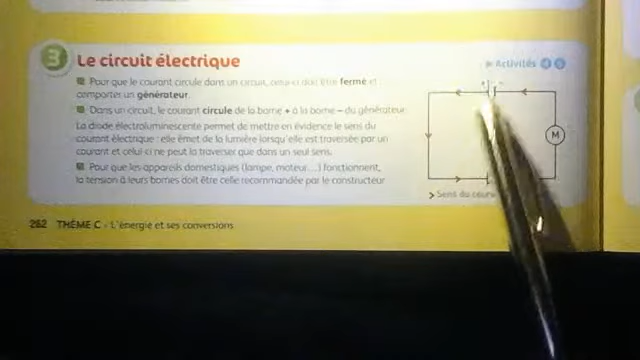 3 Le circuit électrique
▶ Activités 4 5
Pour que le courant circule dans un circuit, celui-ci doit être fermé et
comporter un générateur.
Dans un circuit, le courant circule de la borne + à la borne – du générateur.
La diode électroluminescente permet de mettre en évidence le sens du
courant électrique : elle émet de la lumière lorsqu'elle est traversée par un
courant et celui-ci ne peut la traverser que dans un seul sens.
Pour que les appareils domestiques (lampe, moteur...) fonctionnent,
la tension à leurs bornes doit être celle recommandée par le constructeur
M
> Sens du
262 THÈME C - L'énergie et ses conversions